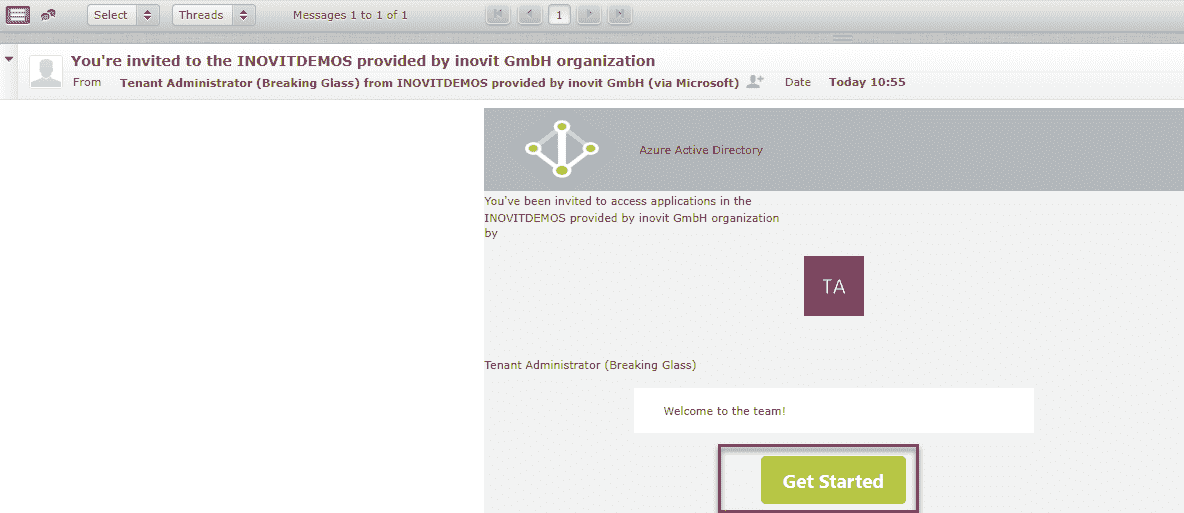 Select Threads Messages 1 to 1 of 1 1
You're invited to the INOVITDEMOS provided by inovit GmbH organization
From Tenant Administrator (Breaking Glass) from INOVITDEMOS provided by inovit GmbH (via Microsoft) Date Today 10:55
Azure Active Directory
You've been invited to access applications in the
INOVITDEMOS provided by inovit GmbH organization
by
TA
Tenant Administrator (Breaking Glass)
Welcome to the team!
Get Started